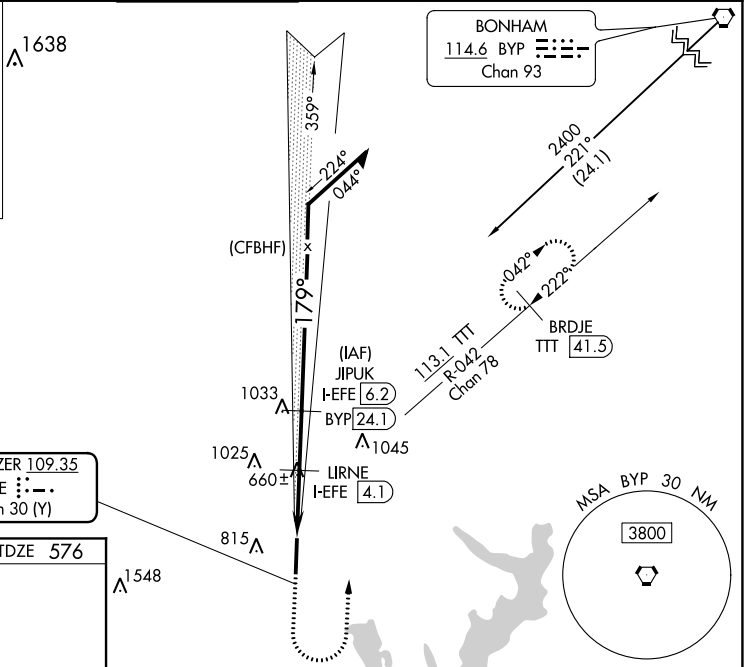 1638
BONHAM
114.6 BYP
Chan 93
359°
224°
044°
2400
221°
(24.1)
(CFBHF) x
179°
042°
222°
BRDJE
TTT 41.5
113.1 TTT
R-042
Chan 78
(IAF)
JIPUK
I-EFE 6.2
BYP 24.1
1033
1045
1025
660±
LIRNE
I-EFE 4.1
ZER 109.35
E
n 30 (Y)
815
TDZE 576
1548
MSA BYP 30 NM
3800